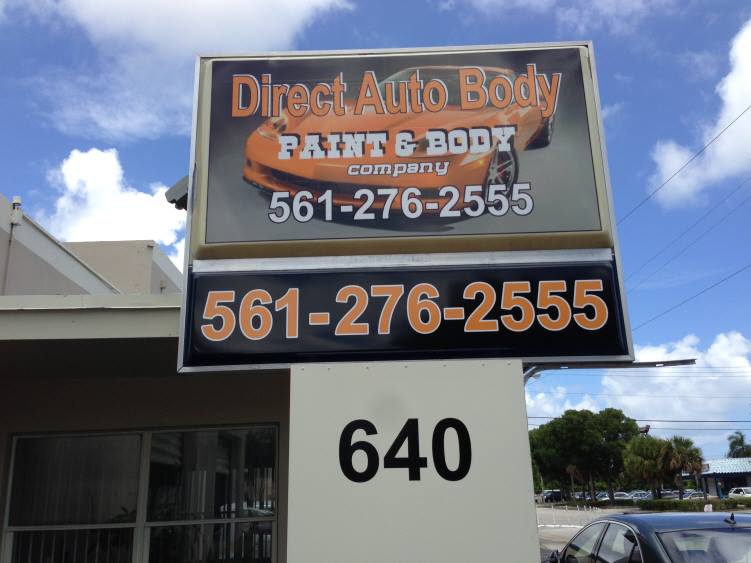 Direct Auto Body
PAINT & BODY
company
561-276-2555
561-276-2555
640